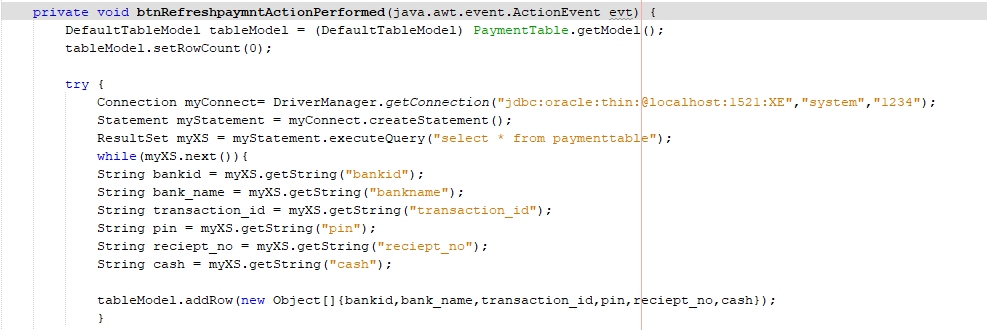 private void btnRefreshpaymntActionPerformed(java.awt.event.ActionEvent evt) {
DefaultTableModel tableModel = (DefaultTableModel) PaymentTable.getModel();
tableModel.setRowCount(0);
try {
Connection myConnect= DriverManager.getConnection("jdbc:oracle:thin:@localhost:1521:XE","system","1234");
Statement myStatement = myConnect.createStatement();
ResultSet myXS = myStatement.executeQuery("select * from paymenttable");
while(myXS.next()){
String bankid = myXS.getString("bankid");
String bank_name = myXS.getString("bankname");
String transaction_id = myXS.getString("transaction_id");
String pin = myXS.getString("pin");
String reciept_no = myXS.getString("reciept_no");
String cash = myXS.getString("cash");
tableModel.addRow(new Object[]{bankid,bank_name,transaction_id,pin,reciept_no,cash});
}